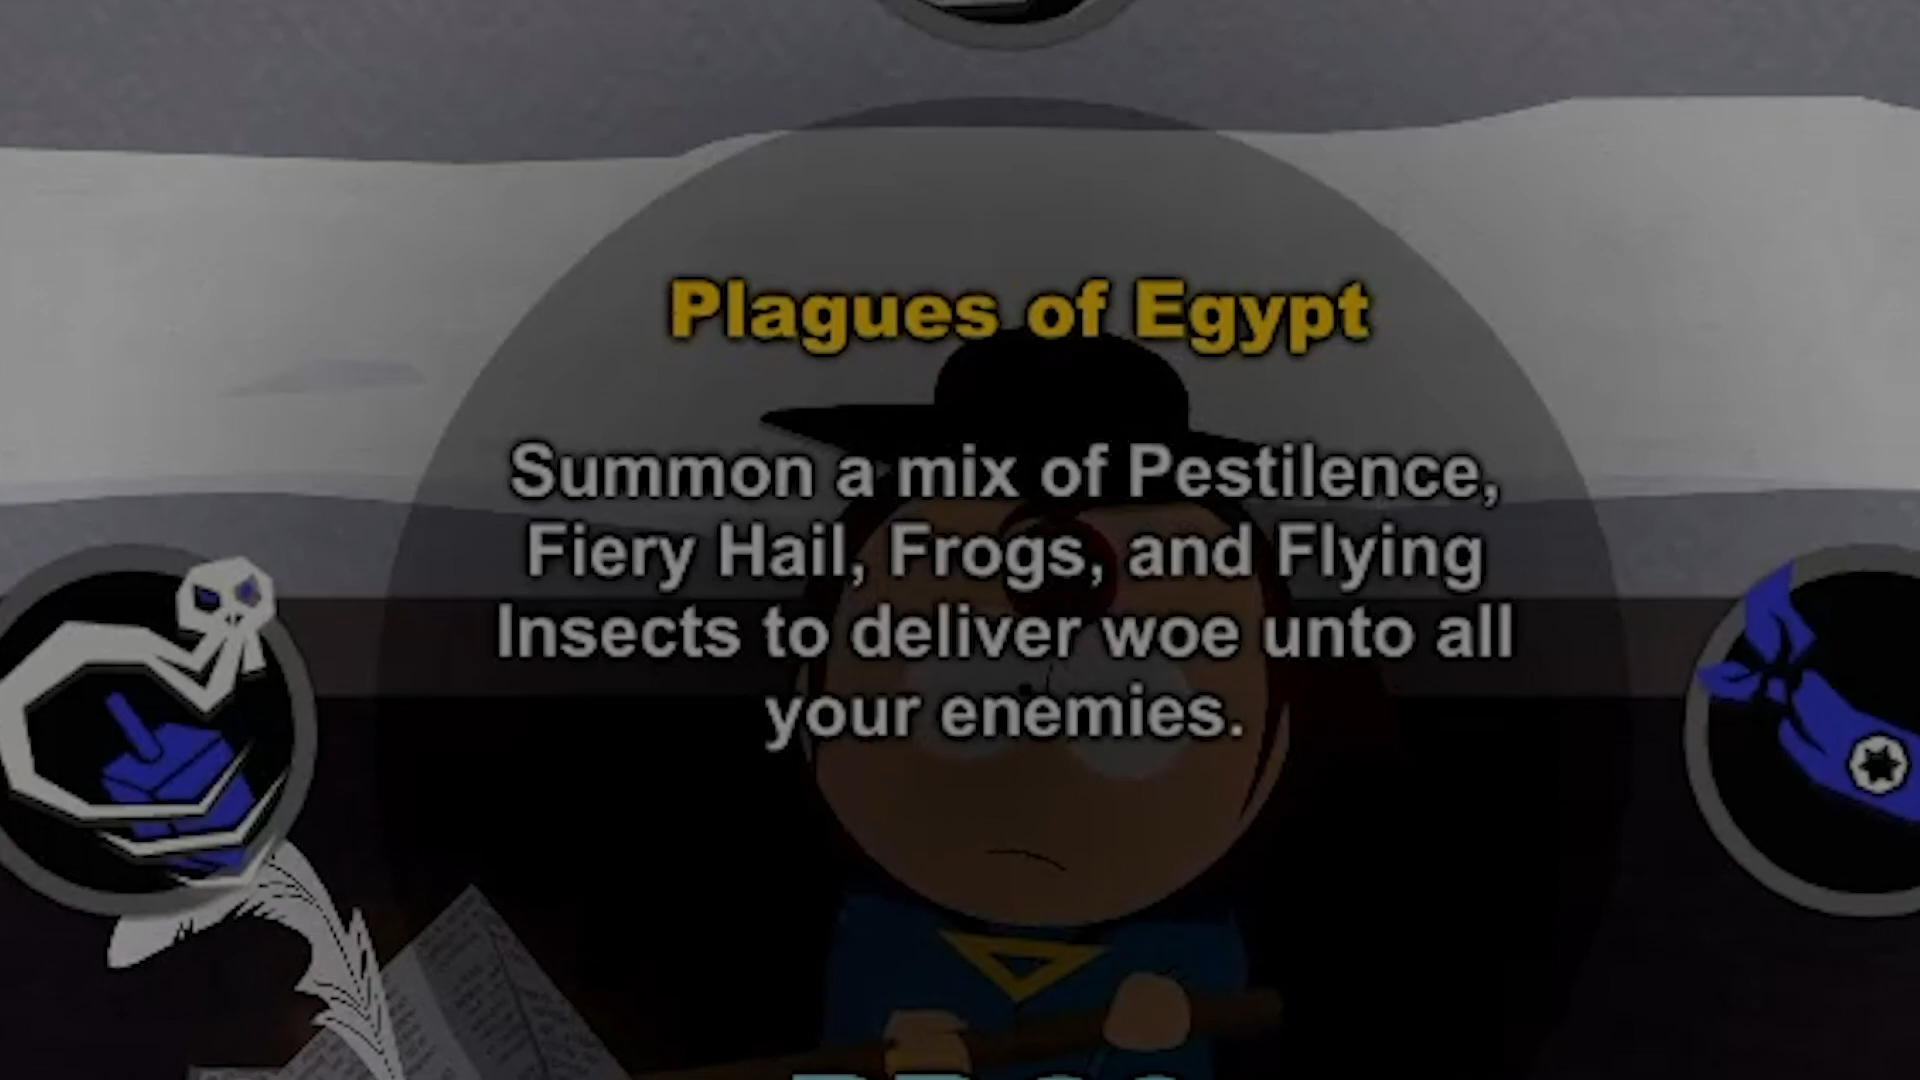 Plagues of Egypt
Summon a mix of Pestilence,
Fiery Hail, Frogs, and Flying
Insects to deliver woe unto all
your enemies.